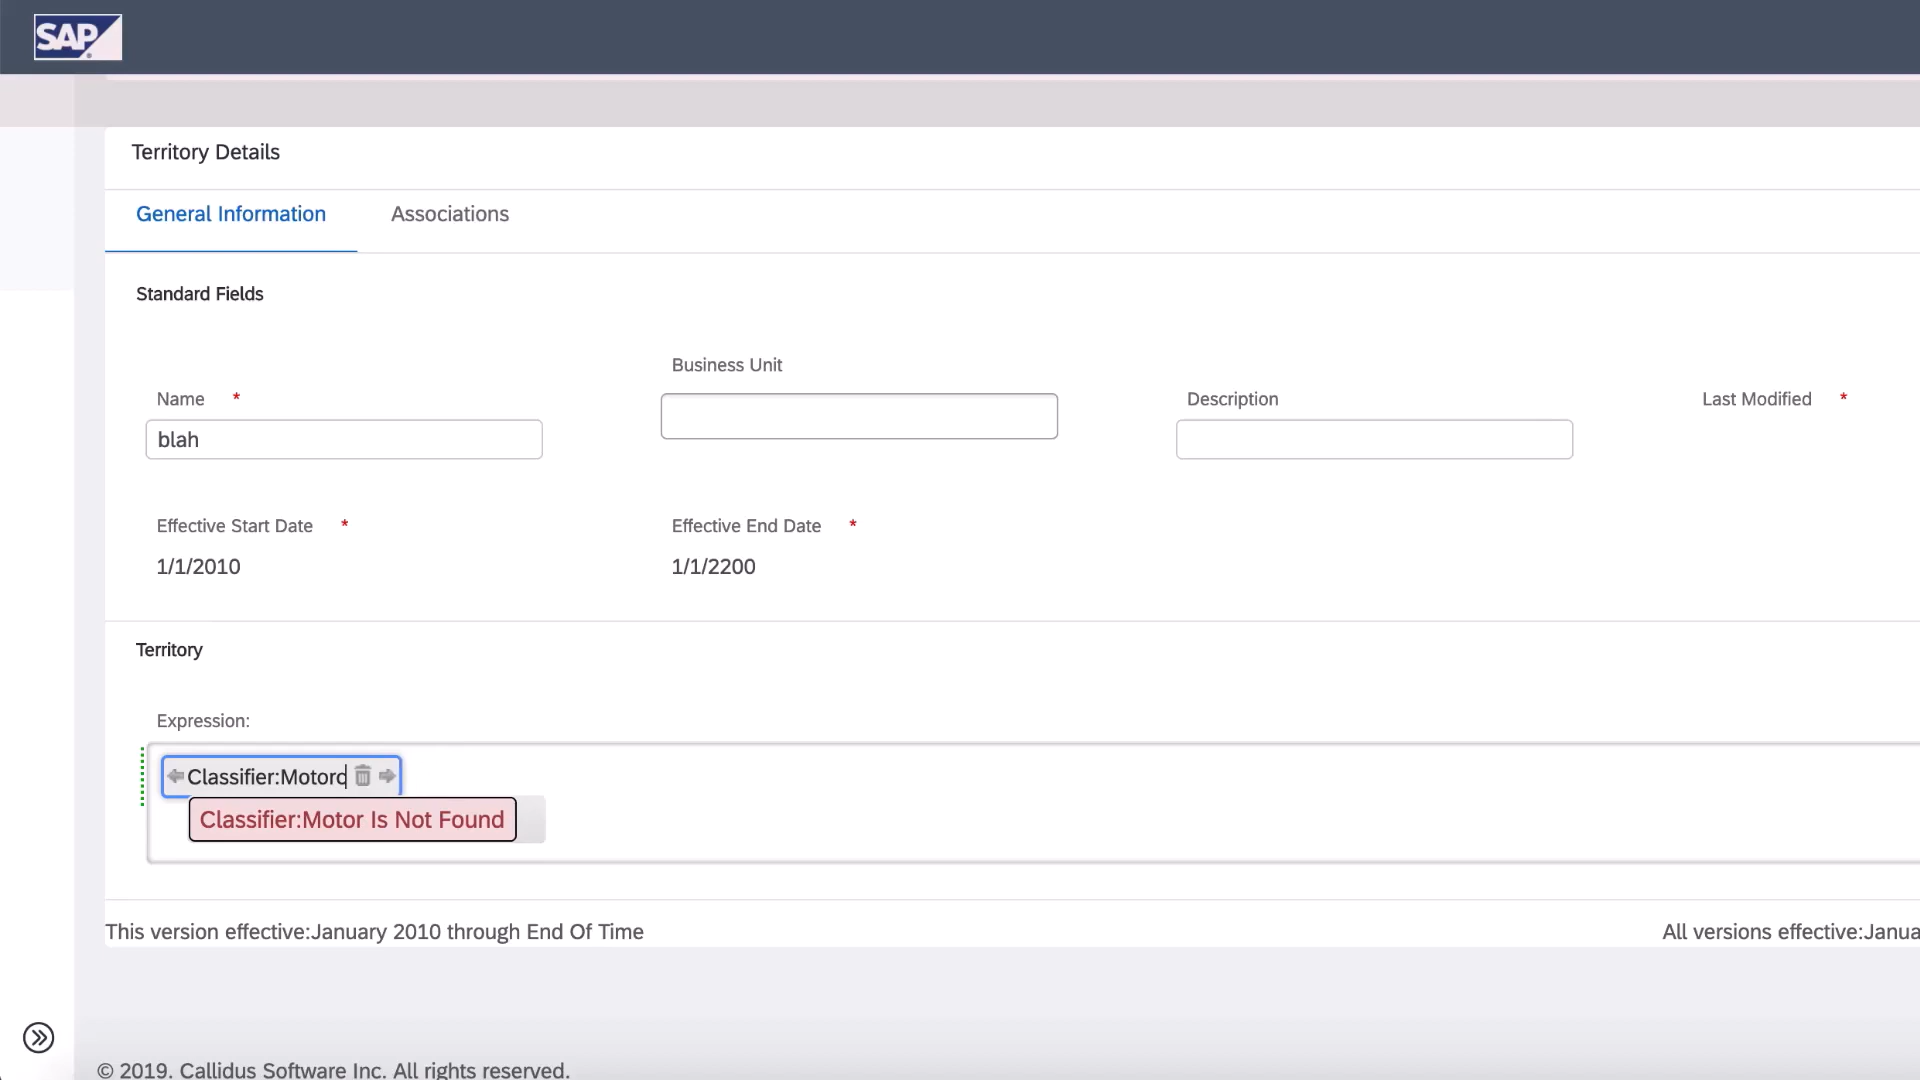 SAP
Territory Details
General Information Associations
Standard Fields
Business Unit
Name * Description Last Modified *
blah
Effective Start Date * Effective End Date *
1/1/2010 1/1/2200
Territory
Expression:
Classifier:Motorc
Classifier:Motor Is Not Found
This version effective:January 2010 through End Of Time All versions effective:Janua
© 2019. Callidus Software Inc. All rights reserved.